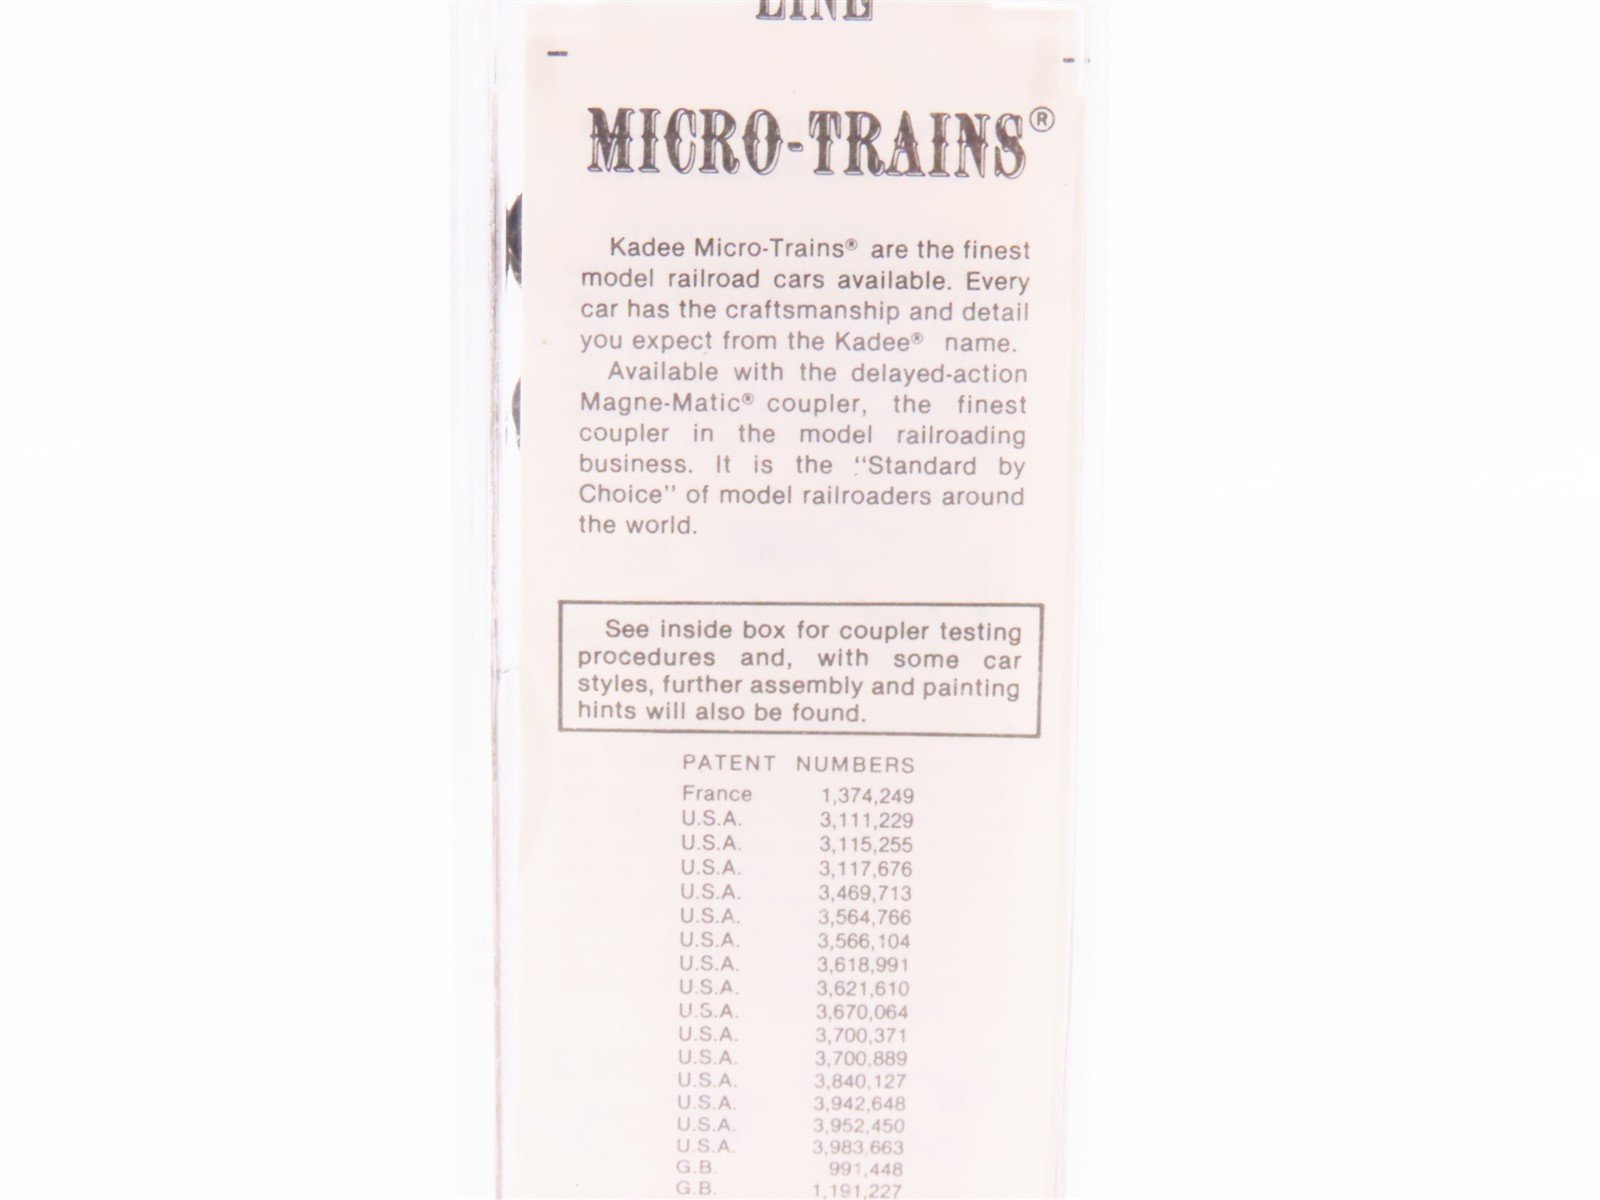 LINE
MICRO-TRAINS®
Kadee Micro-Trains® are the finest
model railroad cars available. Every
car has the craftsmanship and detail
you expect from the Kadee® name.
Available with the delayed-action
Magne-Matic® coupler, the finest
coupler in the model railroading
business. It is the "Standard by
Choice" of model railroaders around
the world.
See inside box for coupler testing
procedures and, with some car
styles, further assembly and painting
hints will also be found.
PATENT NUMBERS
France 1,374,249
U.S.A. 3,111,229
U.S.A. 3,115,255
U.S.A. 3,117,676
U.S.A. 3,469,713
U.S.A. 3,564,766
U.S.A. 3,566,104
U.S.A. 3,618,991
U.S.A. 3,621,610
U.S.A. 3,670,064
U.S.A. 3,700,371
U.S.A. 3,700,889
U.S.A. 3,840,127
U.S.A. 3,942,648
U.S.A. 3,952,450
U.S.A. 3,983,663
G.B. 991,448
G.B. 1,191,227